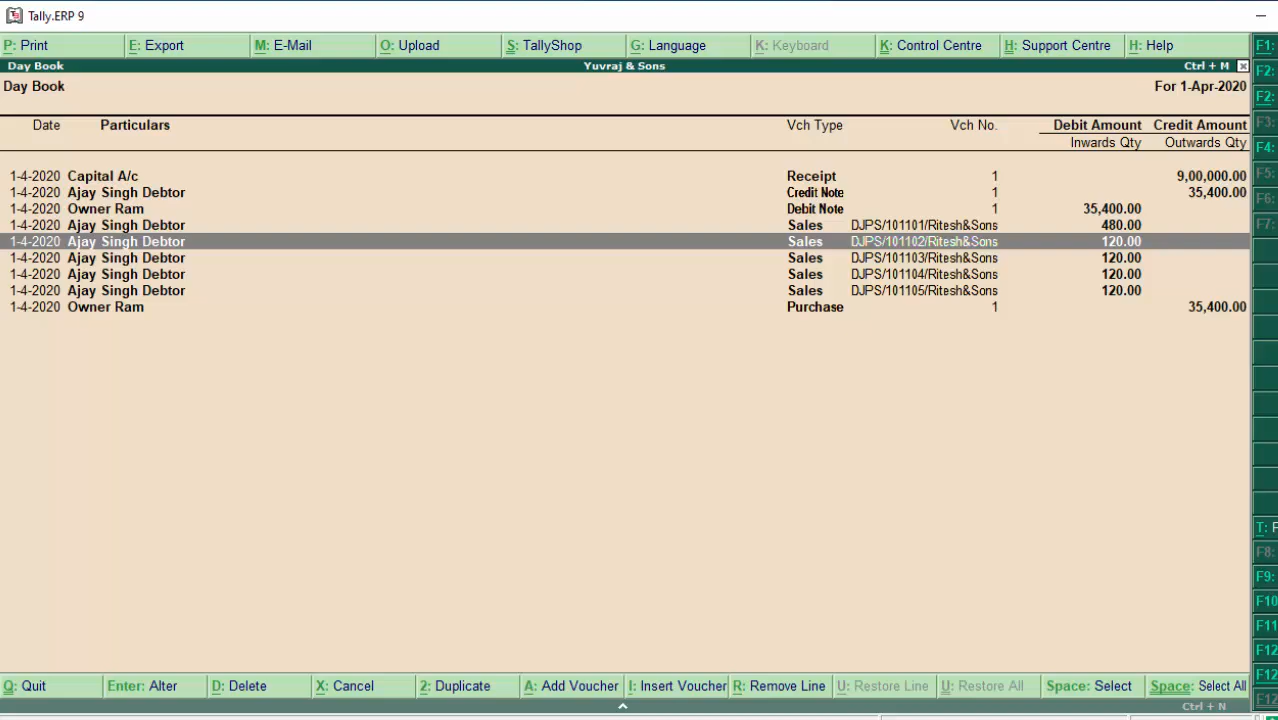 Tally.ERP 9
P: Print E: Export M: E-Mail O: Upload S: TallyShop G: Language K: Keyboard K: Control Centre H: Support Centre H: Help F1:
Day Book Yuvraj & Sons Ctrl + M
F2:
Day Book For 1-Apr-2020
F2:
Date Particulars Vch Type Vch No. Debit Amount Credit Amount F3:
Inwards Qty Outwards Qty F4:
1-4-2020 Capital A/c Receipt 1 9,00,000.00 F5:
1-4-2020 Ajay Singh Debtor Credit Note 1 35,400.00 F6:
1-4-2020 Owner Ram Debit Note 1 35,400.00
1-4-2020 Ajay Singh Debtor Sales DJPS/101101/Ritesh&Sons 480.00 F7:
1-4-2020 Ajay Singh Debtor Sales DJPS/101102/Ritesh&Sons 120.00
1-4-2020 Ajay Singh Debtor Sales DJPS/101103/Ritesh&Sons 120.00
1-4-2020 Ajay Singh Debtor Sales DJPS/101104/Ritesh&Sons 120.00
1-4-2020 Ajay Singh Debtor Sales DJPS/101105/Ritesh&Sons 120.00
1-4-2020 Owner Ram Purchase 1 35,400.00
T: F
F8:
F9:
F10
F11
F12
F12
Q: Quit Enter: Alter D: Delete X: Cancel 2: Duplicate A: Add Voucher I: Insert Voucher R: Remove Line U: Restore Line U: Restore All Space: Select Space: Select All
F12
Ctrl + N